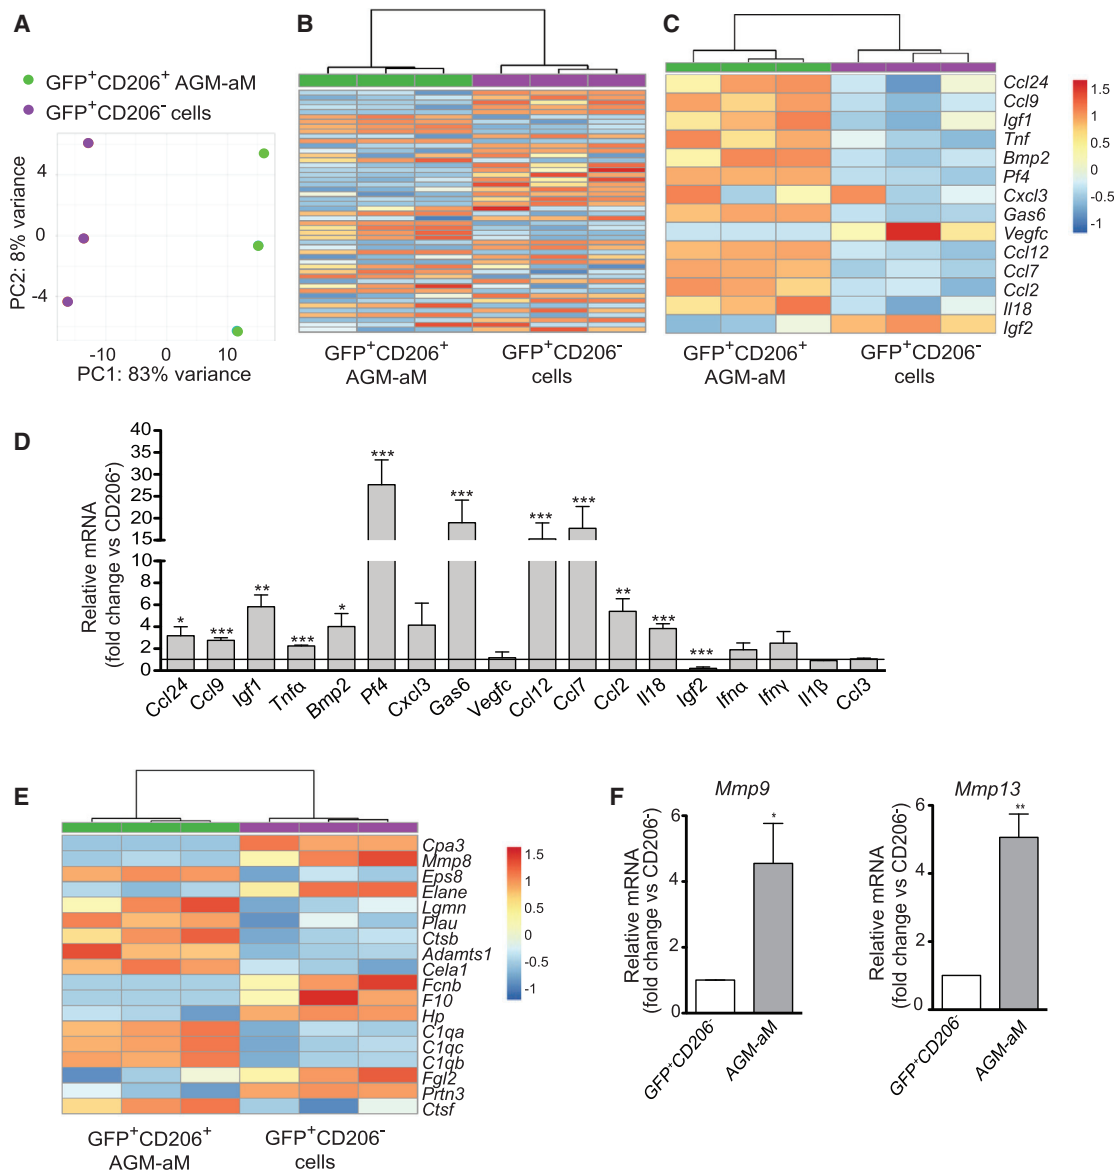 A
GFP+CD206+ AGM-aM
GFP+CD206- cells
PC2: 8% variance
4
0
-4
-10
0
10
PC1: 83% variance
B
GFP+CD206+
AGM-aM
GFP+CD206-
cells
C
Ccl24
Ccl9
Igf1
Tnf
Bmp2
Pf4
Cxcl3
Gas6
Vegfc
Ccl12
Ccl7
Ccl2
Il18
Igf2
1.5
1
0.5
0
-0.5
-1
GFP+CD206+
AGM-aM
GFP+CD206-
cells
D
Relative mRNA
(fold change vs CD206-)
40
35
30
25
20
15
10
8
6
4
2
0
*
***
**
***
*
***
***
***
***
**
***
***
Ccl24
Ccl9
Igf1
Tnfα
Bmp2
Pf4
Cxcl3
Gas6
Vegfc
Ccl12
Ccl7
Ccl2
Il18
Igf2
Ifnα
Ifnγ
Il1β
Ccl3
E
Cpa3
Mmp8
Eps8
Elane
Lgmn
Plau
Ctsb
Adamts1
Cela1
Fcnb
F10
Hp
C1qa
C1qc
C1qb
Fgl2
Prtn3
Ctsf
1.5
1
0.5
0
-0.5
-1
GFP+CD206+
AGM-aM
GFP+CD206-
cells
F
Mmp9
Relative mRNA
(fold change vs CD206-)
6
4
2
0
*
GFP+CD206-
AGM-aM
Mmp13
Relative mRNA
(fold change vs CD206-)
6
4
2
0
**
GFP+CD206-
AGM-aM